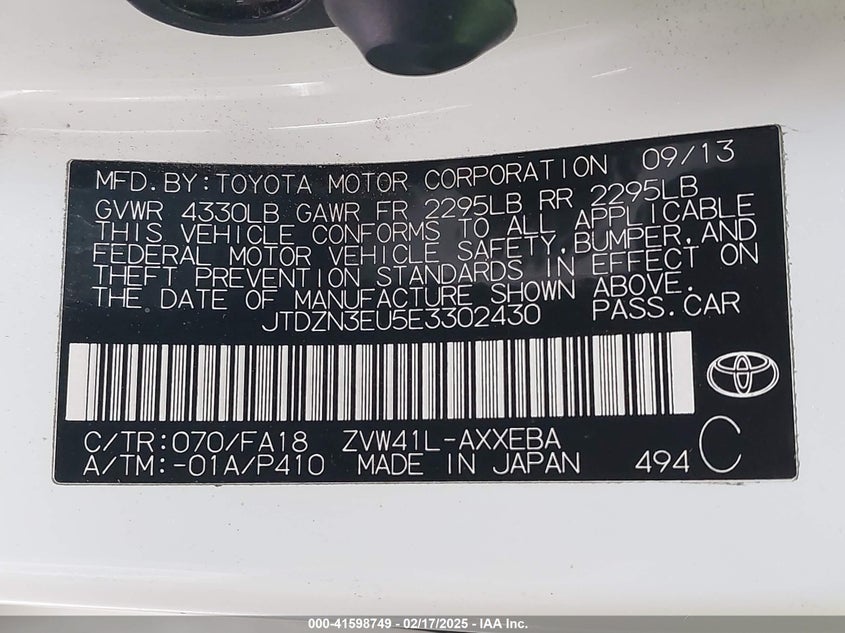 MFD.BY:TOYOTA MOTOR CORPORATION 09/13
GVWR 4330LB GAWR FR 2295LB RR 2295LB
THIS VEHICLE CONFORMS TO ALL APPLICABLE
FEDERAL MOTOR VEHICLE SAFETY,BUMPER,AND
THEFT PREVENTION STANDARDS IN EFFECT ON
THE DATE OF MANUFACTURE SHOWN ABOVE.
JTDZN3EU5E3302430 PASS.CAR
C/TR:070/FA18 ZVW41L-AXXEBA
A/TM:-01A/P410 MADE IN JAPAN 494 C
000-41598749 - 02/17/2025 - IAA Inc.